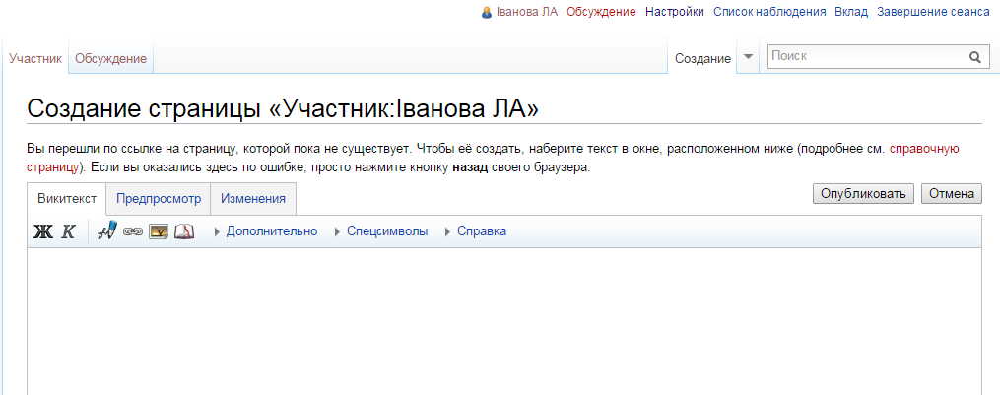 Іванова ЛА Обсуждение Настройки Список наблюдения Вклад Завершение сеанса
Участник Обсуждение Создание Поиск
Создание страницы «Участник:Іванова ЛА»
Вы перешли по ссылке на страницу, которой пока не существует. Чтобы её создать, наберите текст в окне, расположенном ниже (подробнее см. справочную
страницу). Если вы оказались здесь по ошибке, просто нажмите кнопку назад своего браузера.
Викитекст Предпросмотр Изменения Опубликовать Отмена
Ж К Дополнительно Спецсимволы Справка